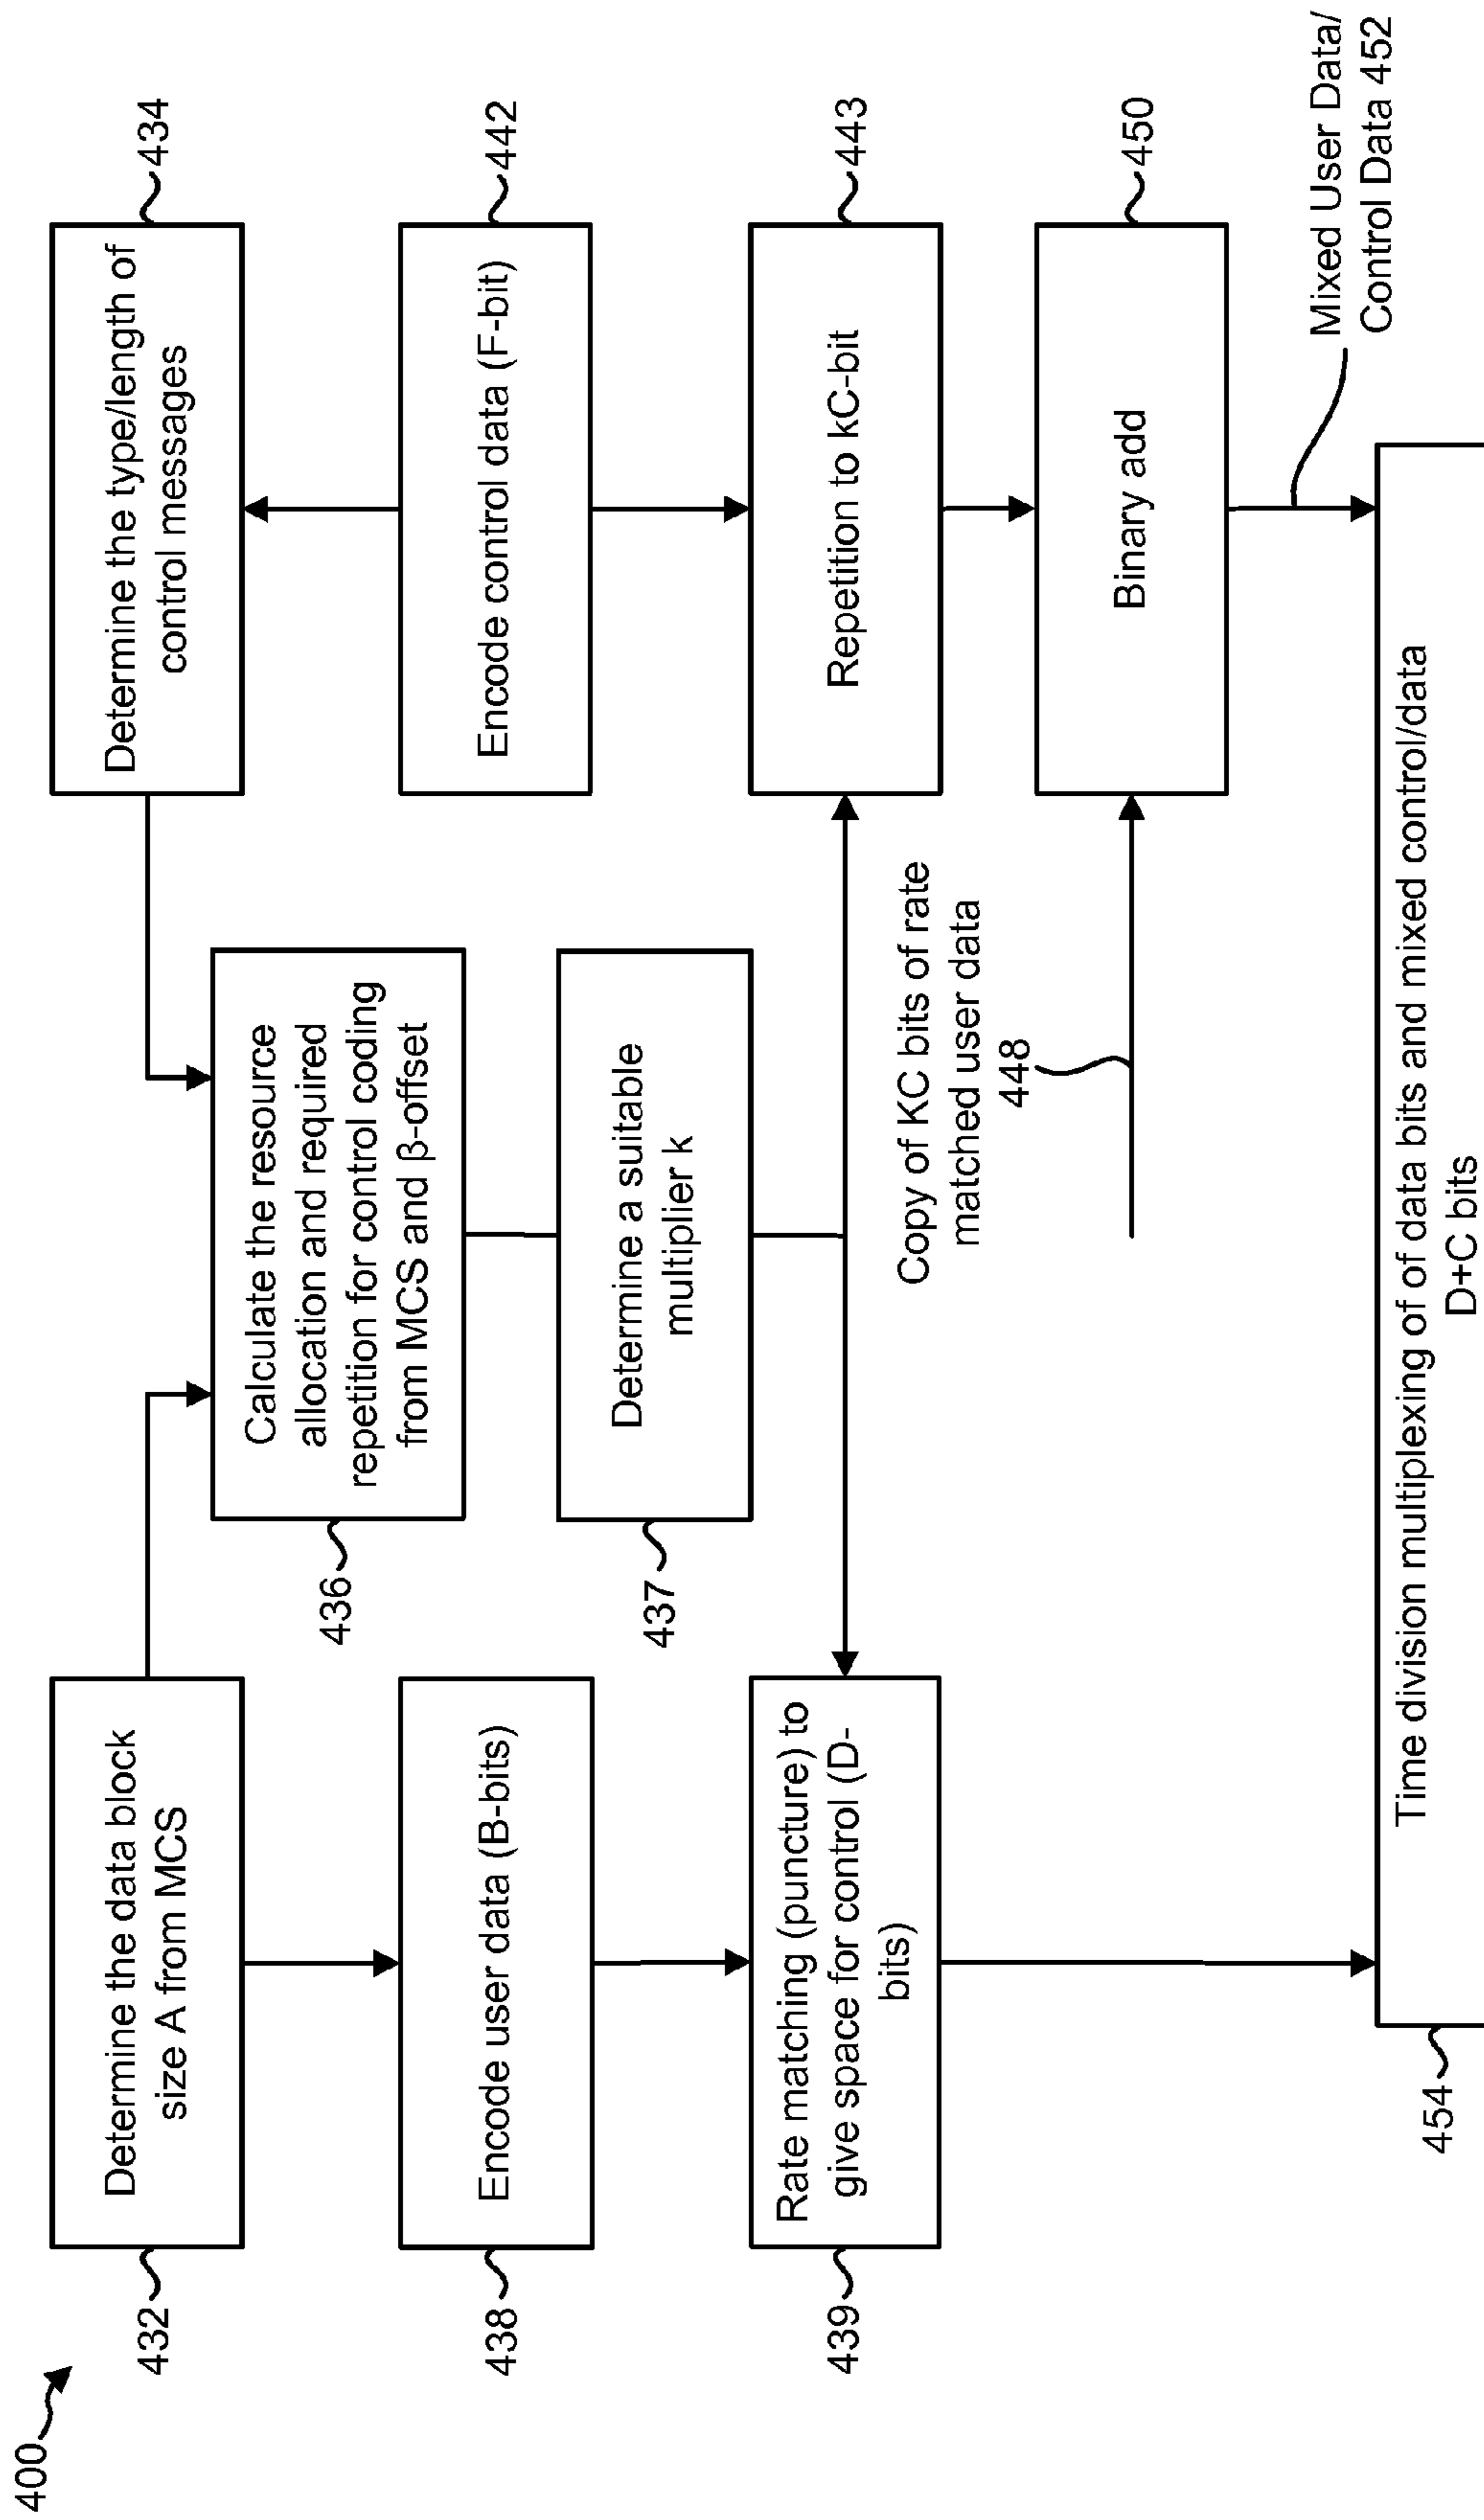 400
432
Determine the data block
size A from MCS
Determine the type/length of
control messages
434
436
Calculate the resource
allocation and required
repetition for control coding
from MCS and β-offset
438
Encode user data (B-bits)
Encode control data (F-bit)
442
437
Determine a suitable
multiplier k
439
Rate matching (puncture) to
give space for control (D-
bits)
Repetition to kC-bit
443
Copy of KC bits of rate
matched user data
448
Binary add
450
Mixed User Data/
Control Data 452
454
Time division multiplexing of of data bits and mixed control/data
D+C bits